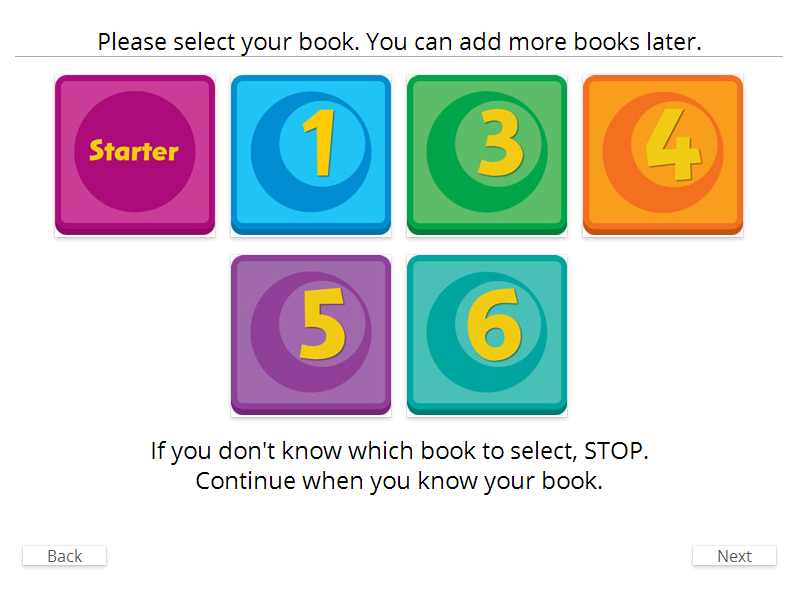 Please select your book. You can add more books later.
Starter
1
3
4
5
6
If you don't know which book to select, STOP.
Continue when you know your book.
Back
Next